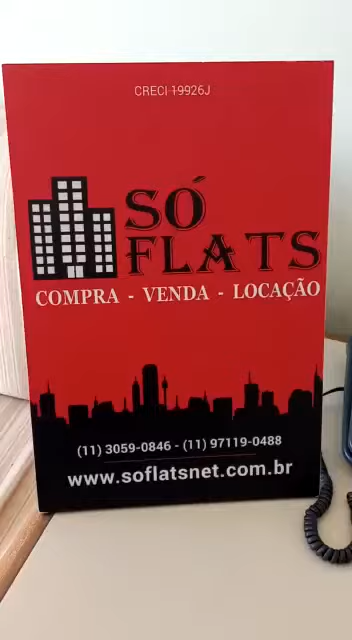 CRECI 19926J
SÓ
FLATS
COMPRA - VENDA - LOCAÇÃO
(11) 3059-0846 - (11) 97119-0488
www.soflatsnet.com.br